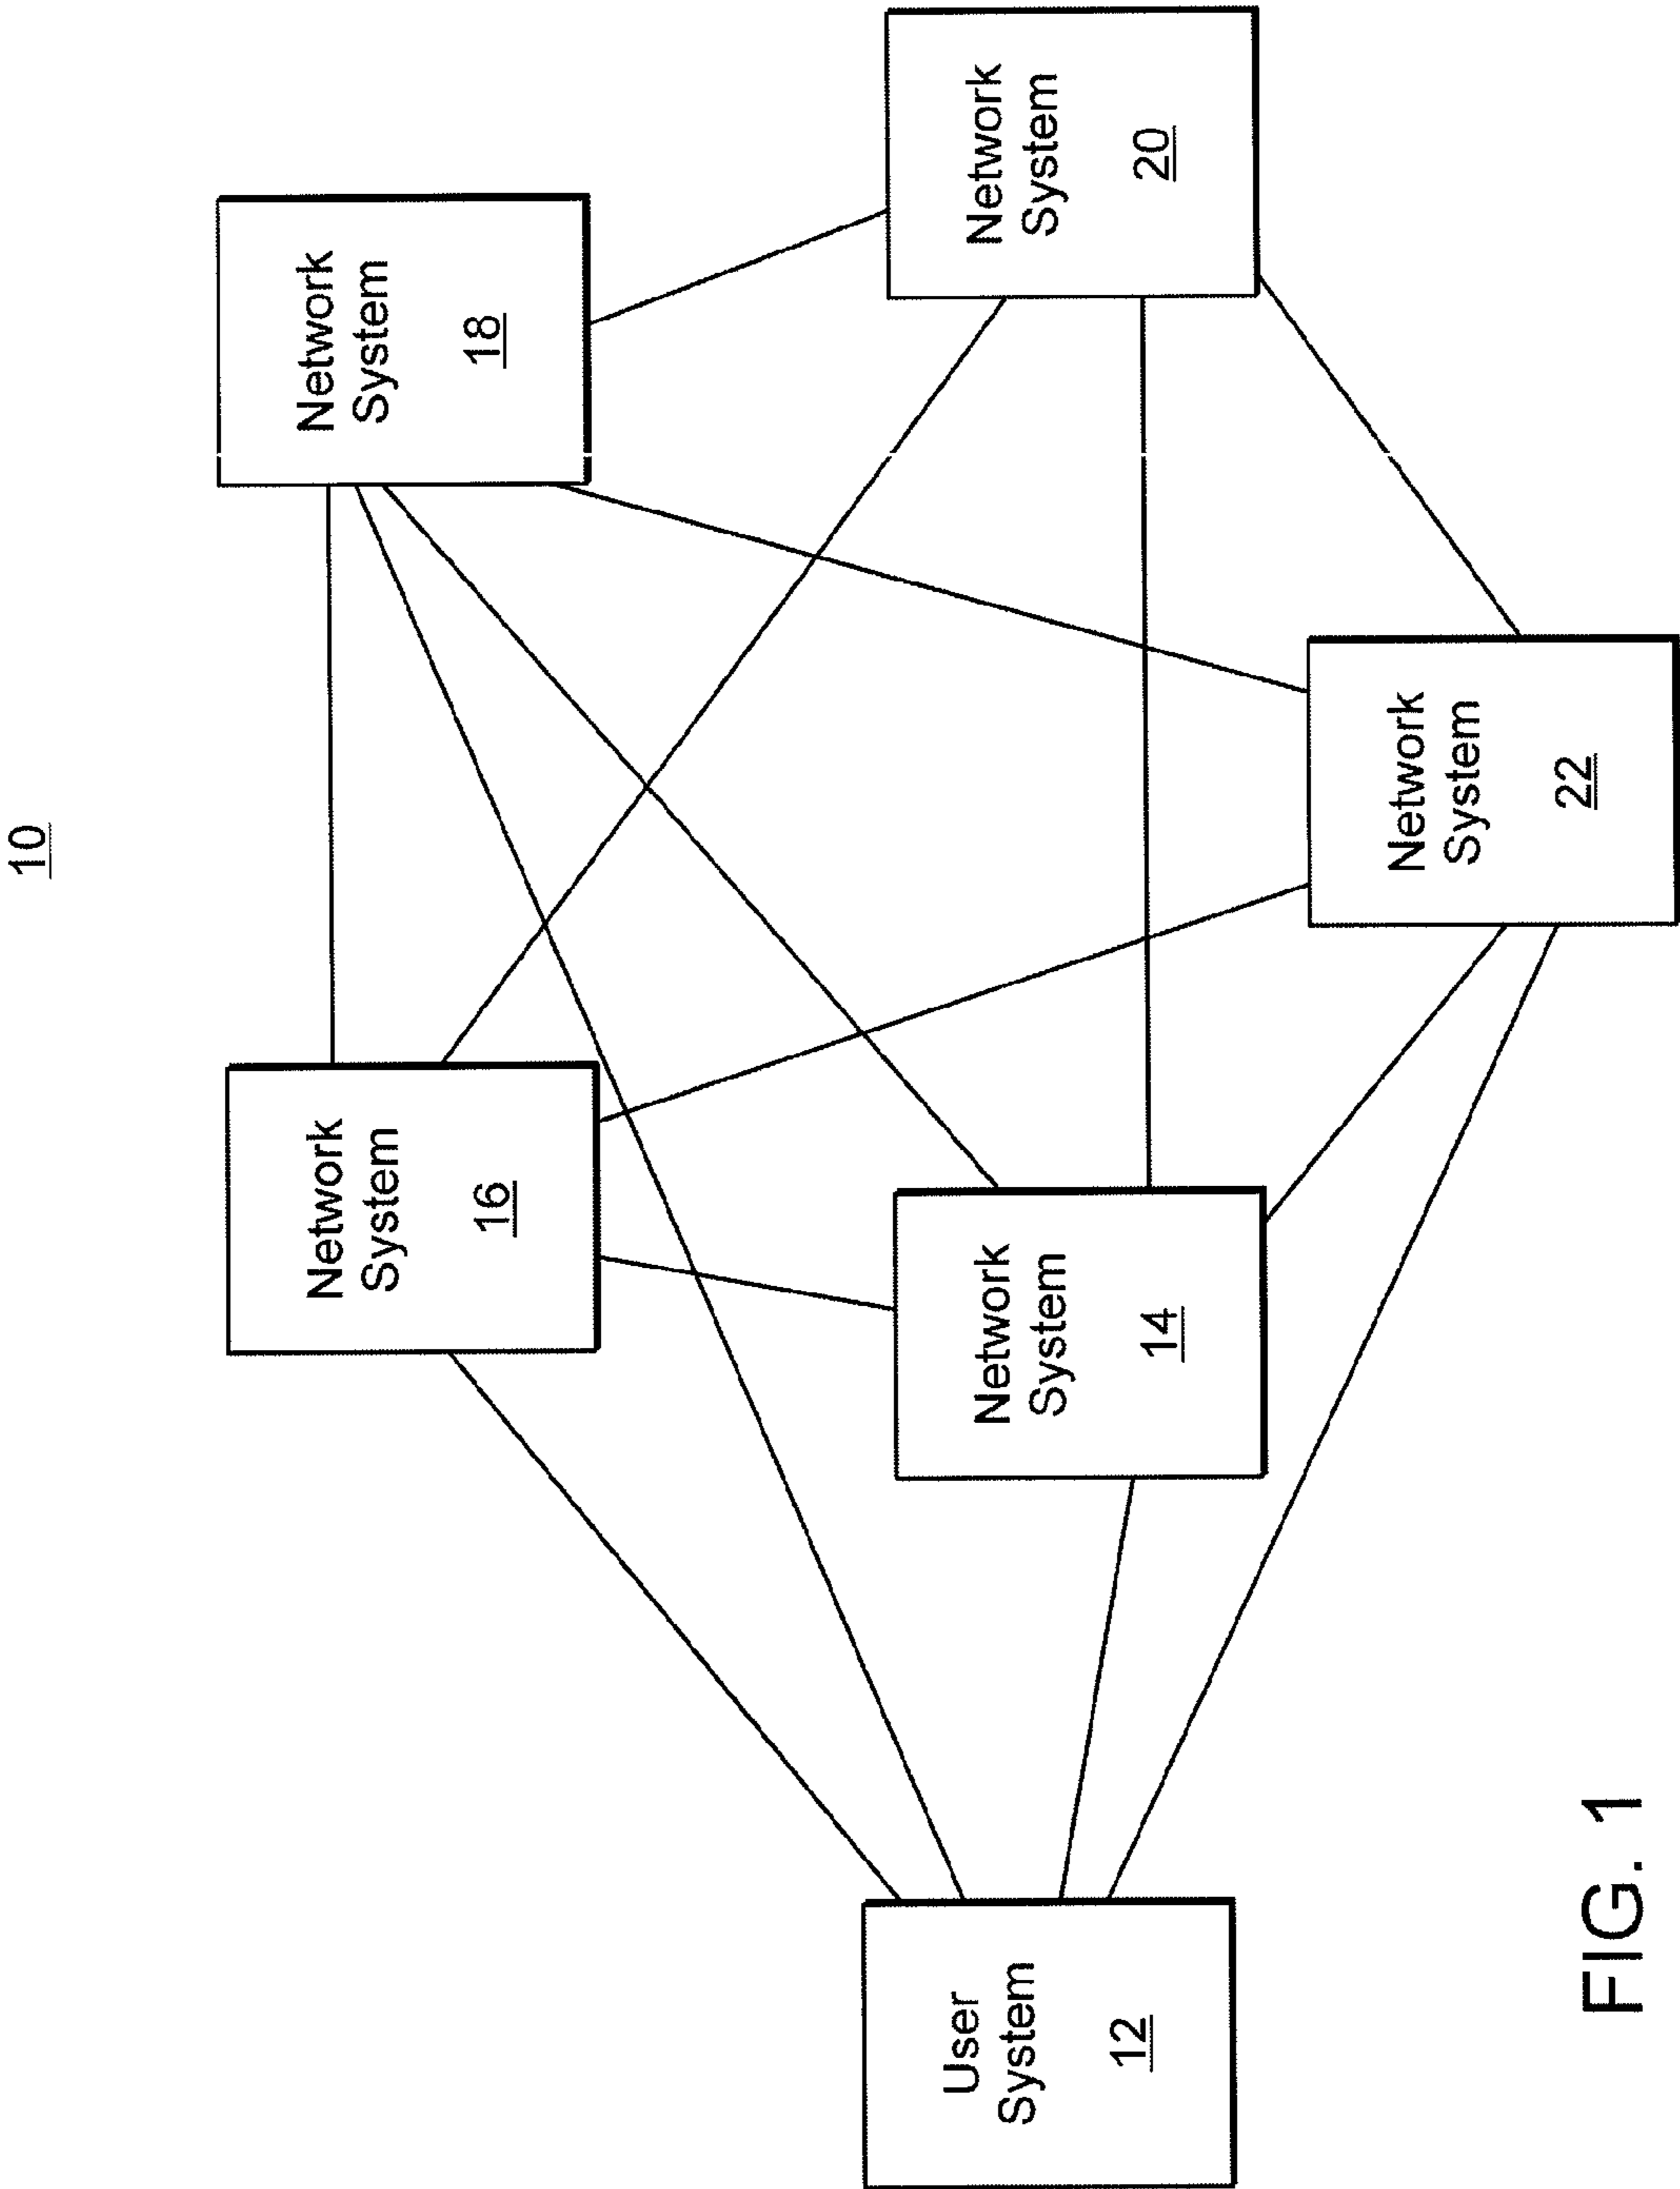 10
Network
System
16
Network
System
18
User
System
12
Network
System
14
Network
System
20
Network
System
22
FIG. 1